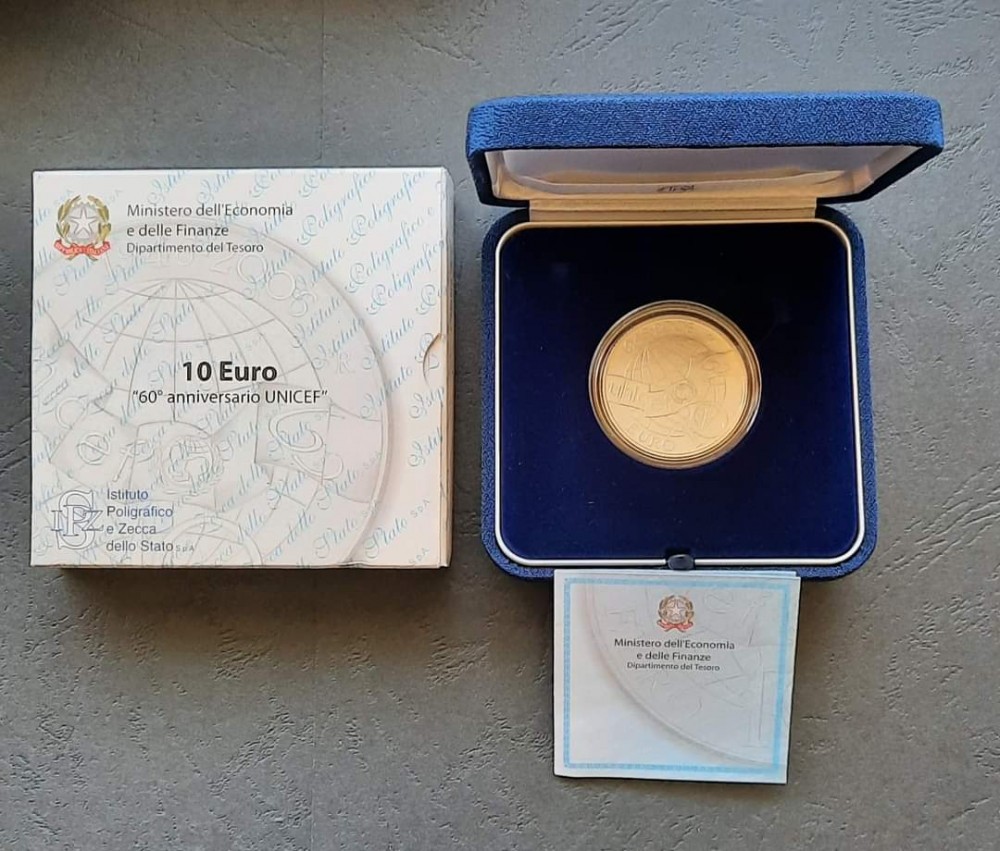 Ministero dell'Economia
e delle Finanze
Dipartimento del Tesoro
10 Euro
"60° anniversario UNICEF"
Istituto
Poligrafico
e Zecca
dello Stato S.p.A.
EURO
Ministero dell'Economia
e delle Finanze
Dipartimento del Tesoro